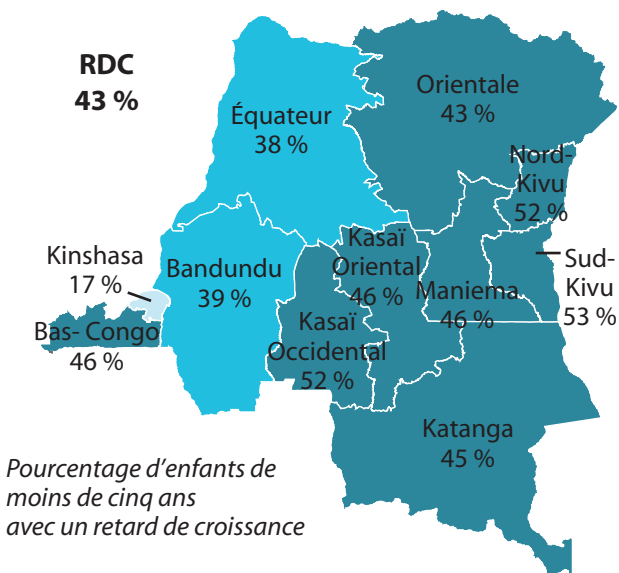 RDC
43 %
Équateur
38 %
Orientale
43 %
Nord-
Kivu
52 %
Kinshasa
17 %
Bandundu
39 %
Kasaï
Oriental
46 %
Maniema
46 %
Sud-
Kivu
53 %
Bas- Congo
46 %
Kasaï
Occidental
52 %
Katanga
45 %
Pourcentage d’enfants de
moins de cinq ans
avec un retard de croissance